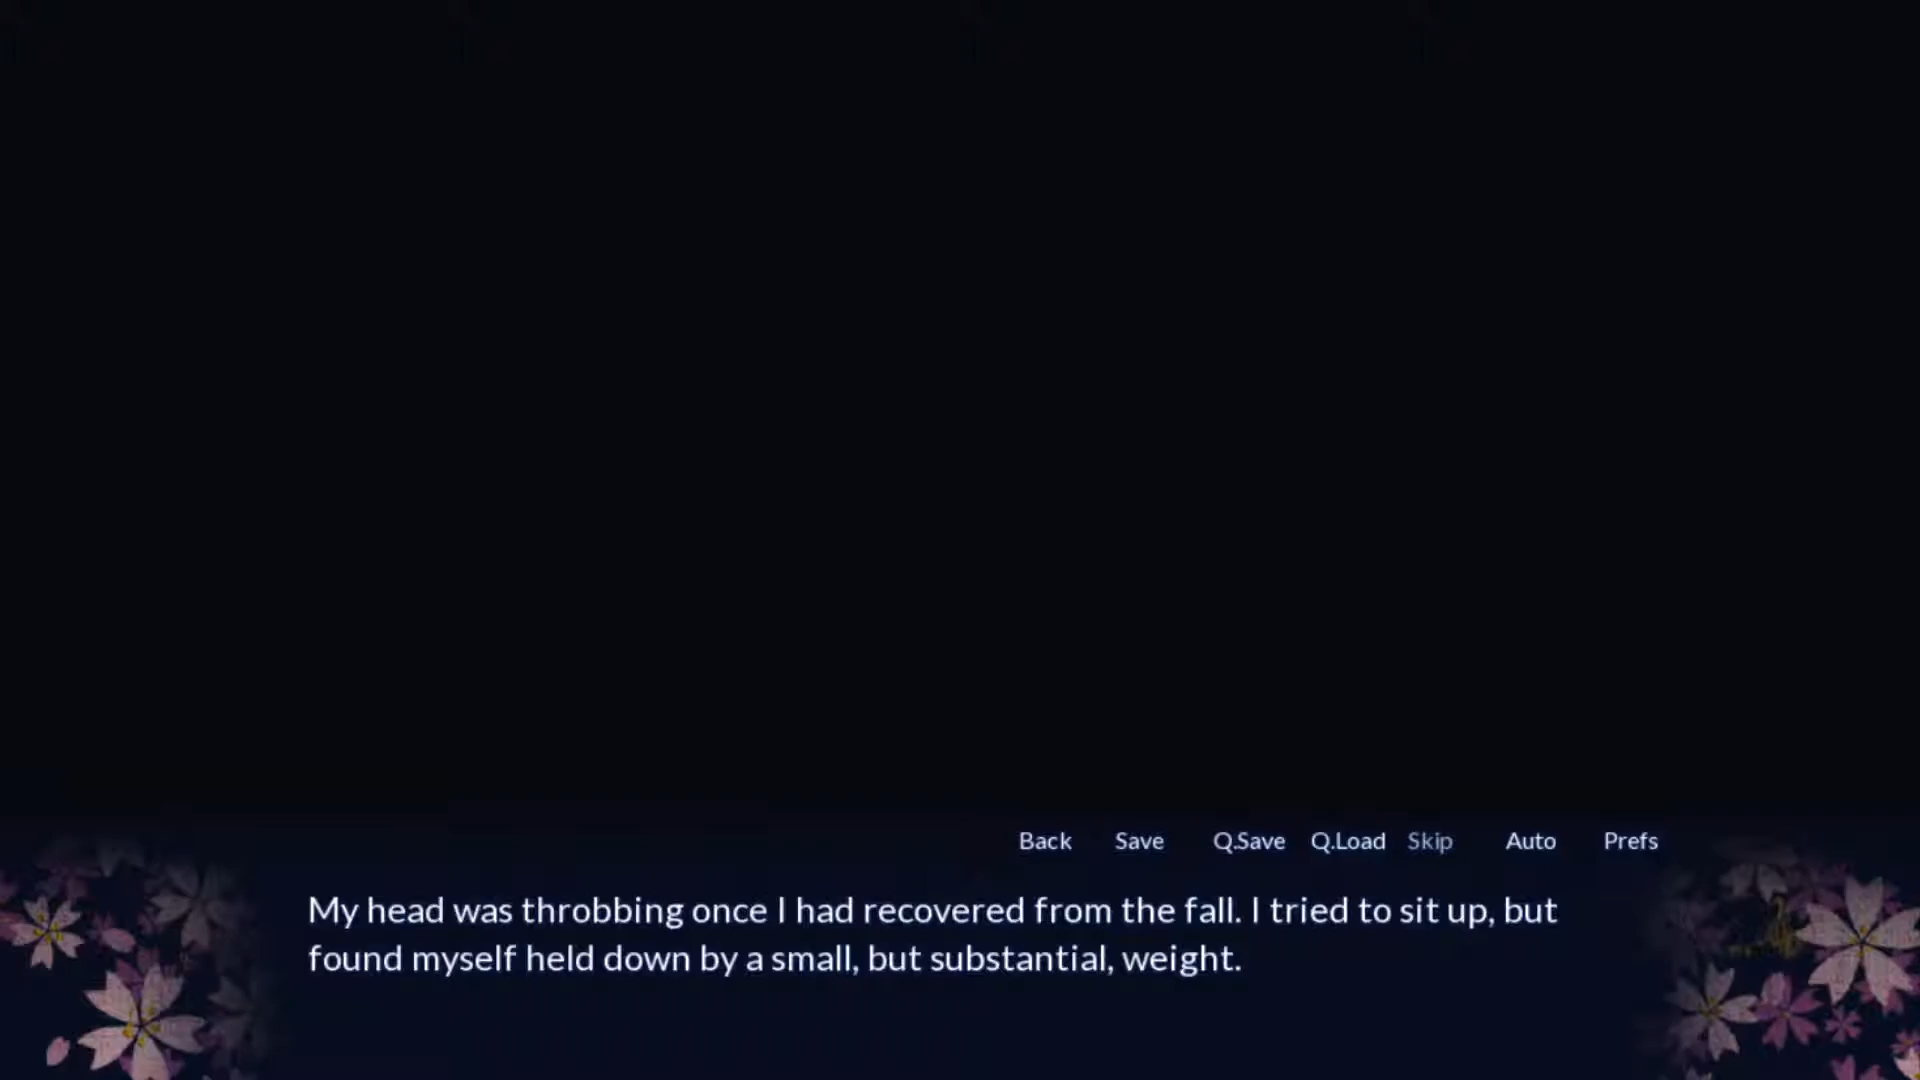 Back Save Q.Save Q.Load Skip Auto Prefs
My head was throbbing once I had recovered from the fall. I tried to sit up, but
found myself held down by a small, but substantial, weight.